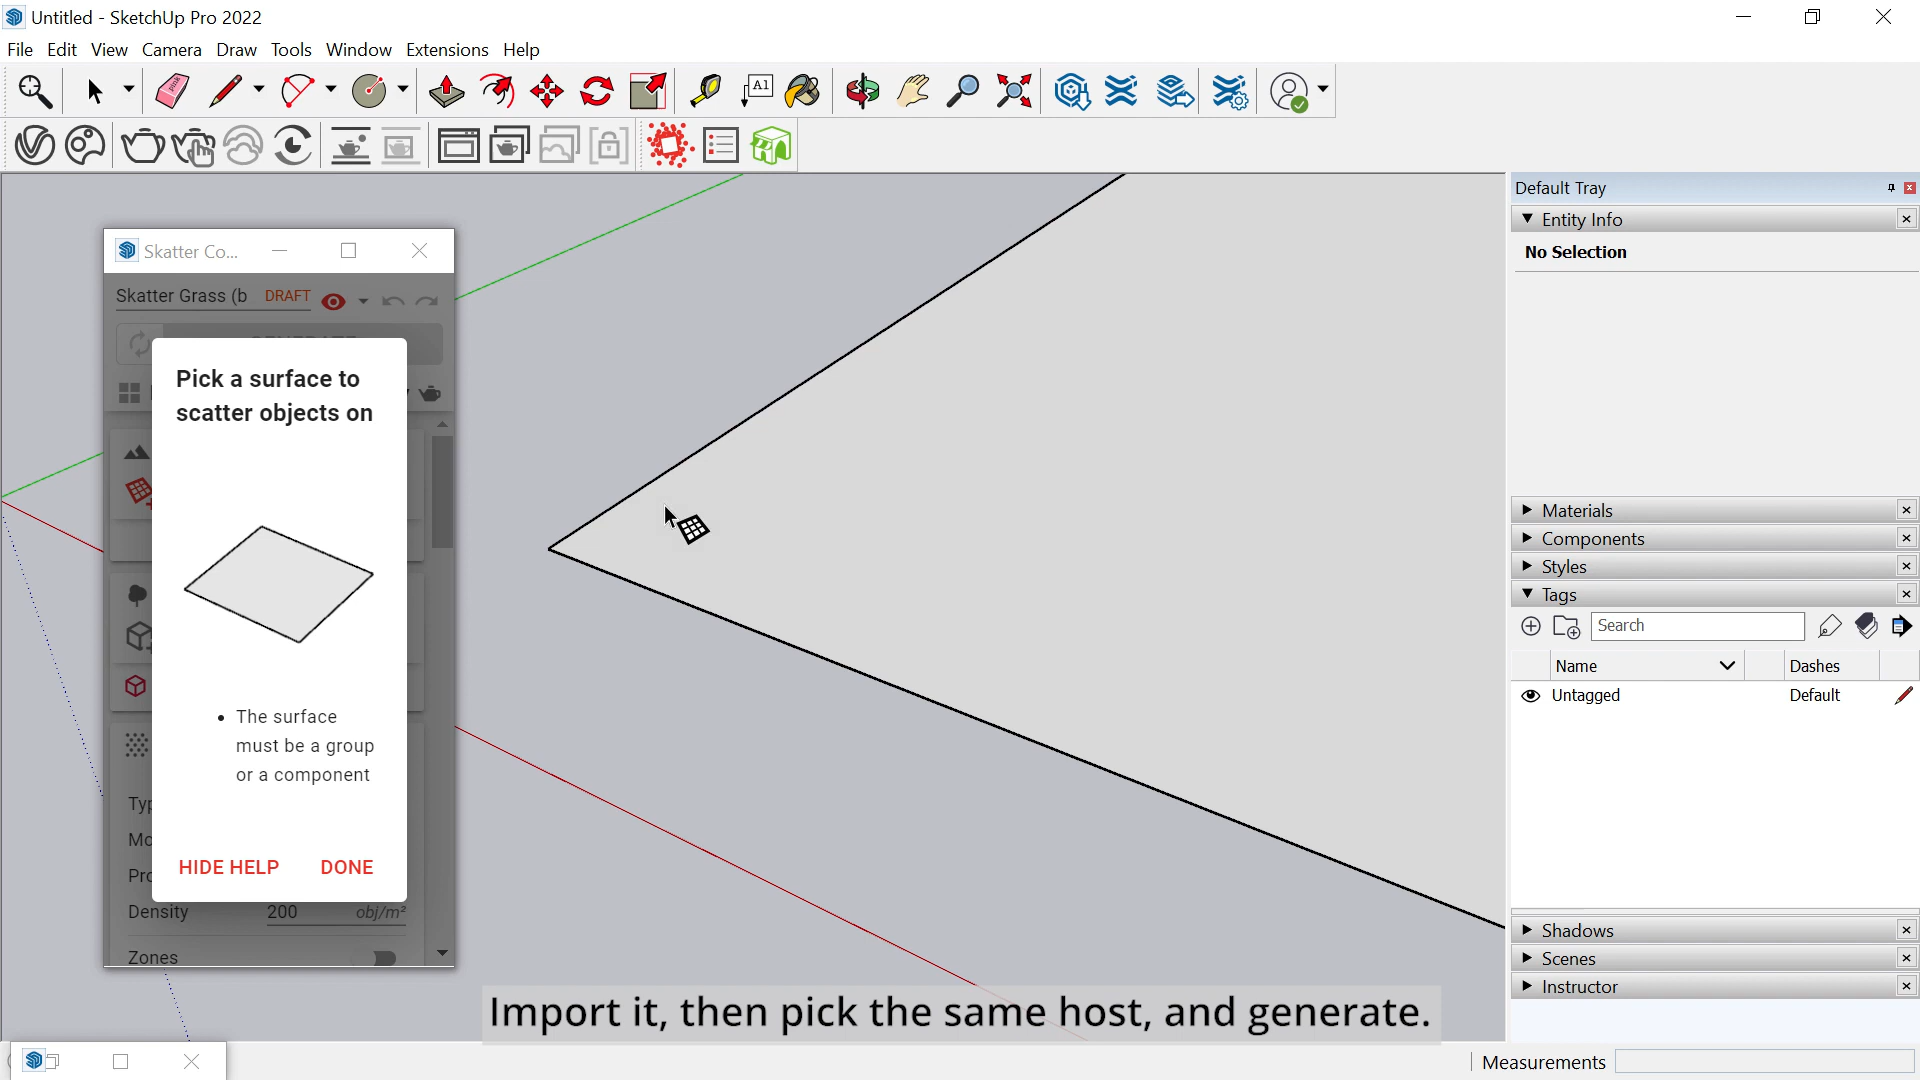 Untitled - SketchUp Pro 2022
File Edit View Camera Draw Tools Window Extensions Help
A1
Default Tray
Entity Info
No Selection
Skatter Co...
Skatter Grass (b DRAFT
Pick a surface to
scatter objects on
The surface
must be a group
or a component
HIDE HELP DONE
Density 200 obj/m²
Zones
Materials
Components
Styles
Tags
Search
Name Dashes
Untagged Default
Shadows
Scenes
Instructor
Import it, then pick the same host, and generate.
Measurements